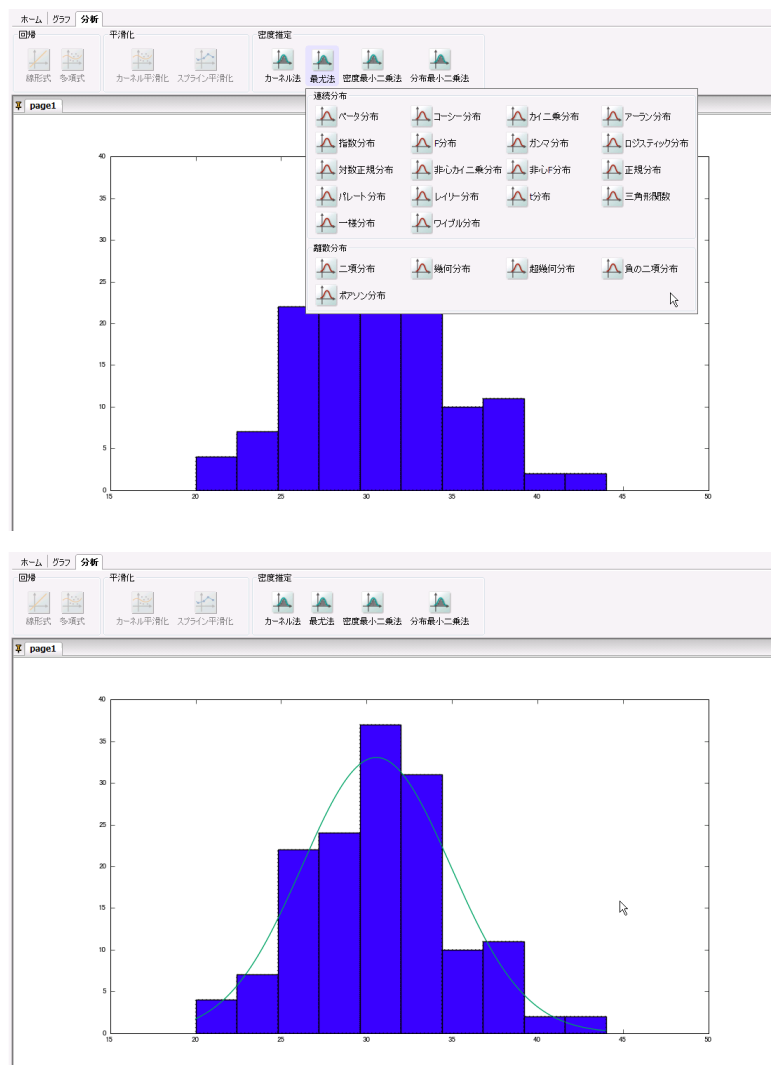 ホーム グラフ 分析
回帰 平滑化 密度推定
線形式 多項式 カーネル平滑化 スプライン平滑化 カーネル法 最尤法 密度最小二乗法 分布最小二乗法
page1
連続分布
ベータ分布 コーシー分布 カイ二乗分布 アーラン分布
指数分布 F分布 ガンマ分布 ロジスティック分布
対数正規分布 非心カイ二乗分布 非心F分布 正規分布
パレート分布 レイリー分布 t分布 三角形関数
一様分布 ワイブル分布
離散分布
二項分布 幾何分布 超幾何分布 負の二項分布
ポアソン分布
40
35
30
25
20
15
10
5
0
15 20 25 30 35 40 45 50
ホーム グラフ 分析
回帰 平滑化 密度推定
線形式 多項式 カーネル平滑化 スプライン平滑化 カーネル法 最尤法 密度最小二乗法 分布最小二乗法
page1
40
35
30
25
20
15
10
5
0
15 20 25 30 35 40 45 50